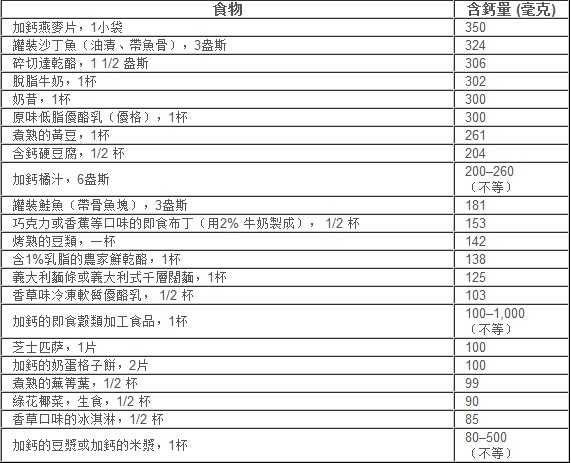 食物 含鈣量 (毫克)
加鈣燕麥片，1小袋 350
罐裝沙丁魚（油漬、帶魚骨），3盎斯 324
碎切達乾酪，1 1/2 盎斯 306
脫脂牛奶，1杯 302
奶昔，1杯 300
原味低脂優酪乳（優格），1杯 300
煮熟的黃豆，1杯 261
含鈣硬豆腐，1/2 杯 204
加鈣橘汁，6盎斯 200–260
（不等）
罐裝鮭魚（帶骨魚塊），3盎斯 181
巧克力或香蕉等口味的即食布丁（用2% 牛奶製成）， 1/2 杯 153
烤熟的豆類，一杯 142
含1%乳脂的農家鮮乾酪，1杯 138
義大利麵條或義大利式千層闊麵，1杯 125
香草味冷凍軟質優酪乳， 1/2 杯 103
加鈣的即食穀類加工食品，1杯 100–1,000
（不等）
芝士匹萨，1片 100
加鈣的奶蛋格子餅，2片 100
煮熟的蕪菁葉，1/2 杯 99
綠花椰菜，生食，1/2 杯 90
香草口味的冰淇淋，1/2 杯 85
加鈣的豆漿或加鈣的米漿，1杯 80–500
（不等）